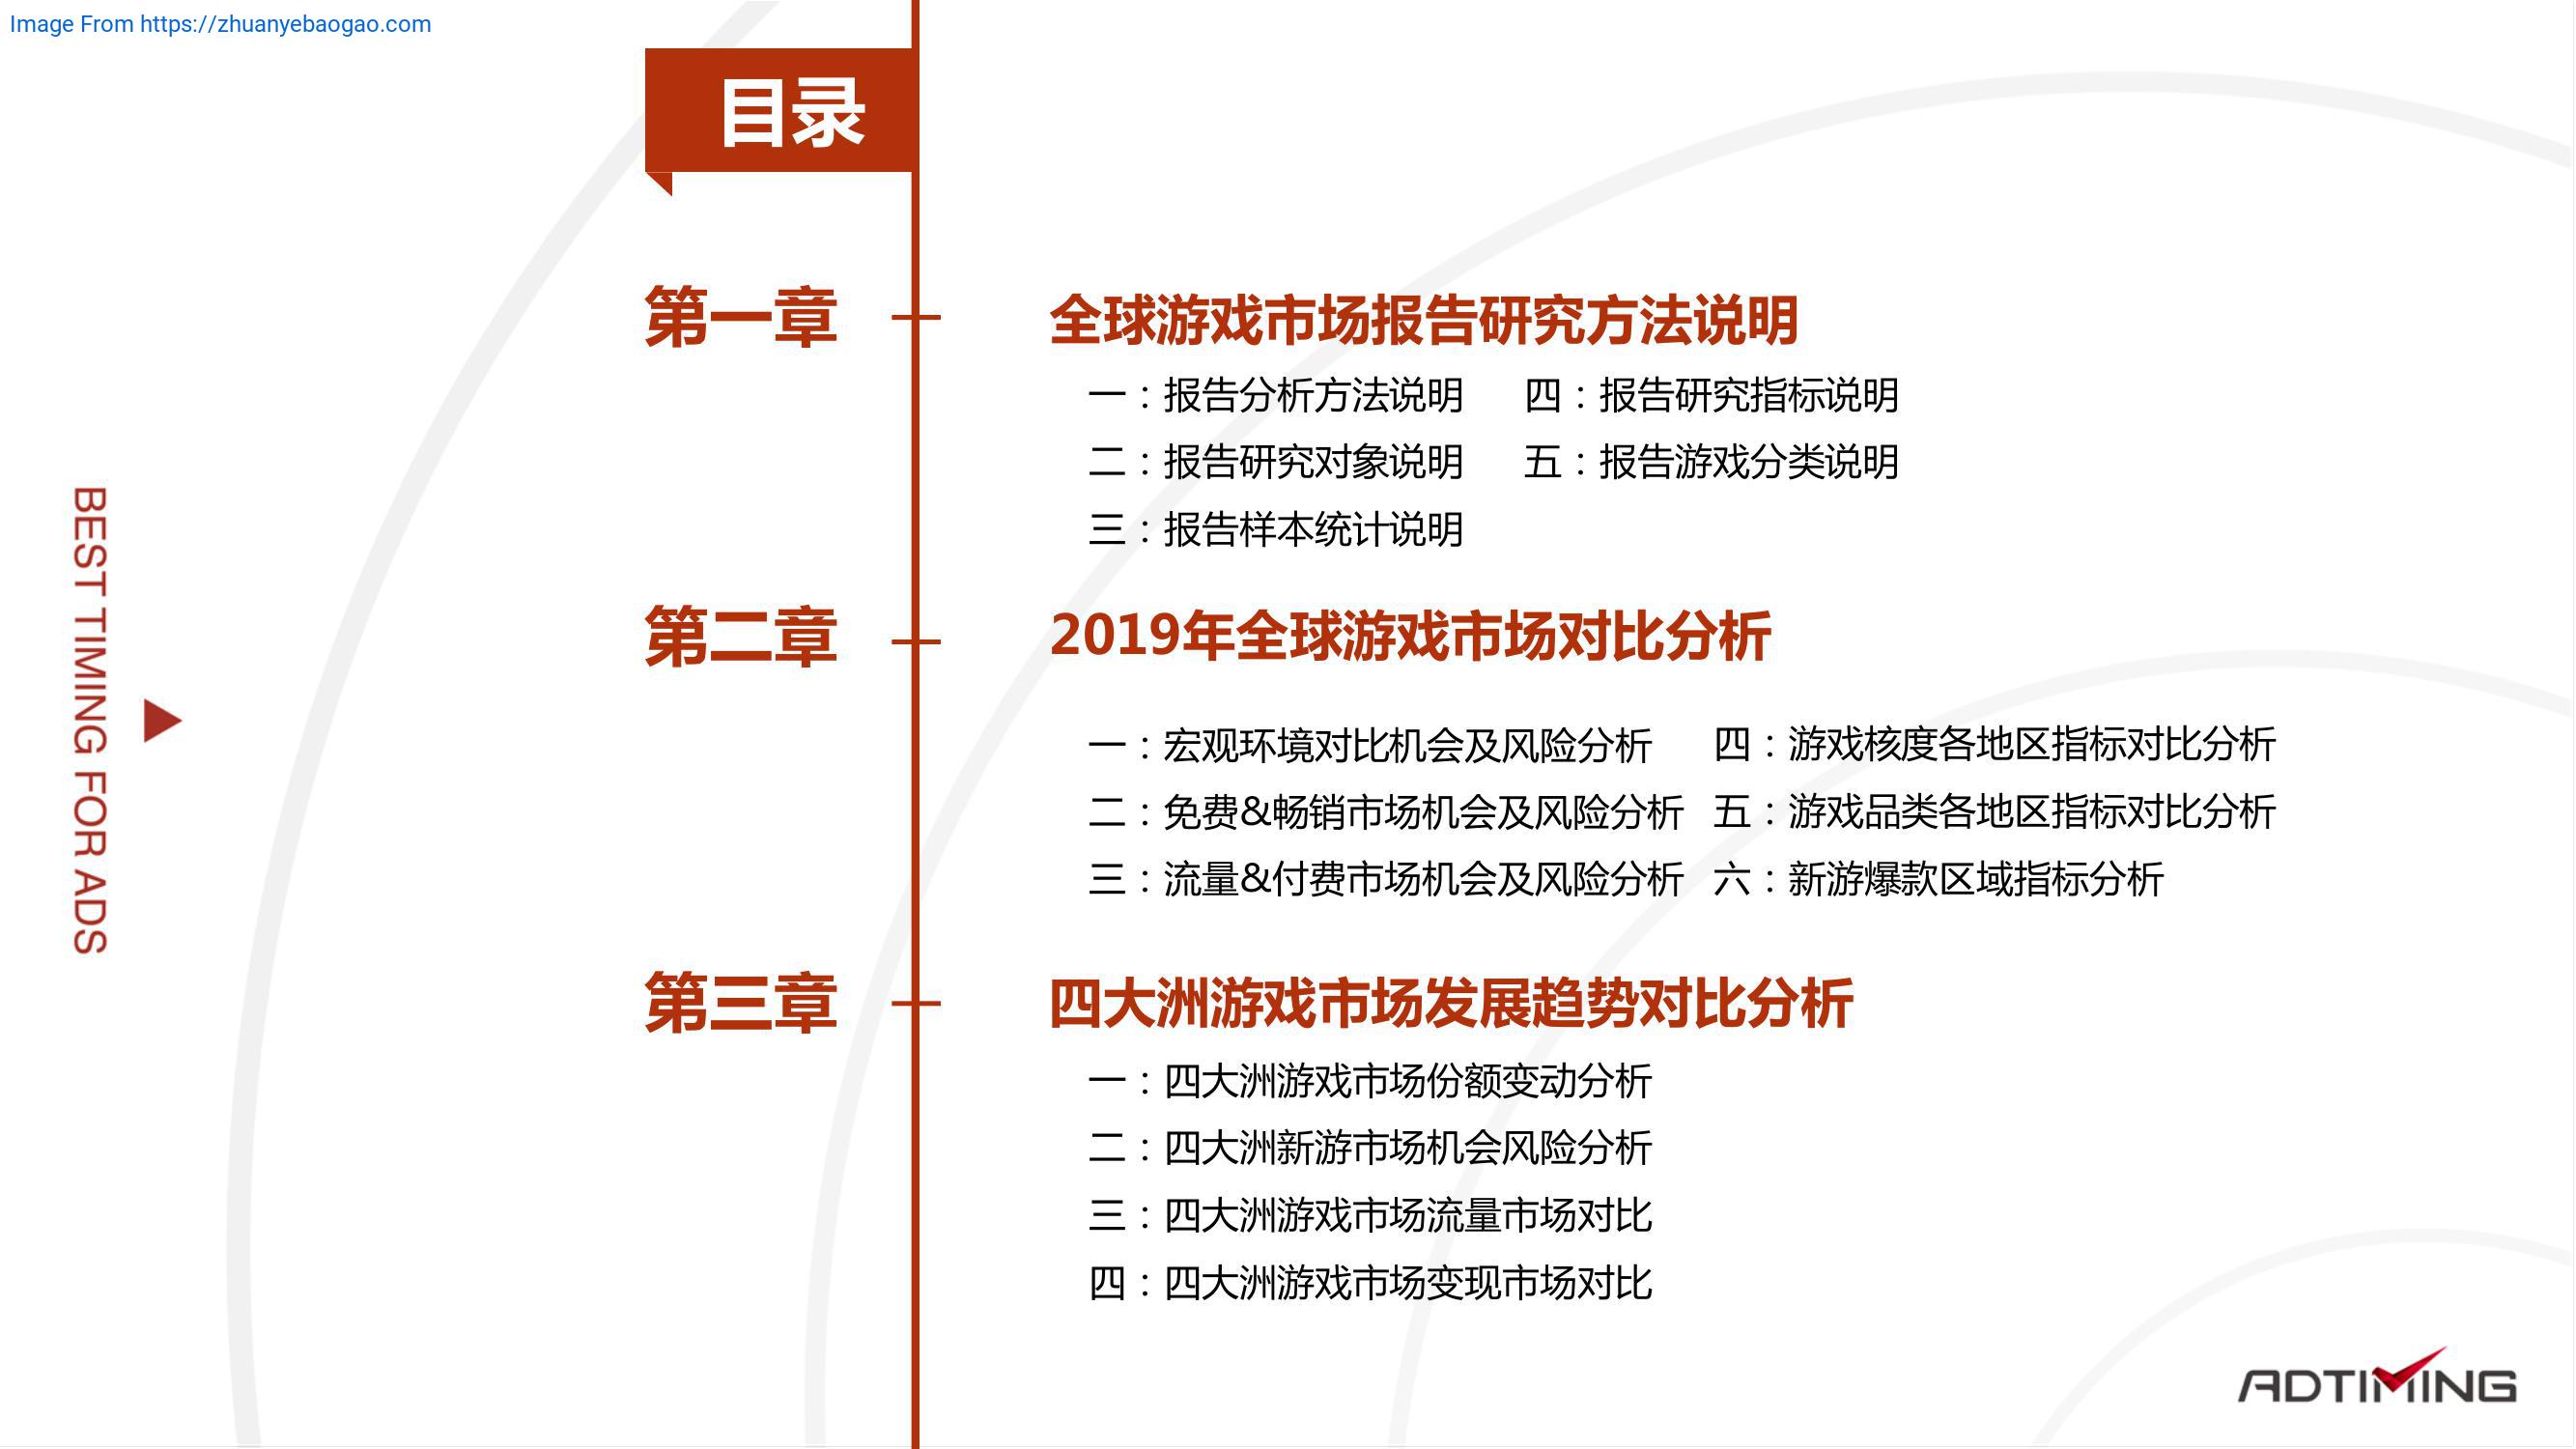 Image From https://zhuanyebaogao.com
目录
第一章
全球游戏市场报告研究方法说明
一：报告分析方法说明
二：报告研究对象说明
三：报告样本统计说明
四：报告研究指标说明
五：报告游戏分类说明
第二章
2019年全球游戏市场对比分析
一：宏观环境对比机会及风险分析
二：免费&畅销市场机会及风险分析
三：流量&付费市场机会及风险分析
四：游戏核度各地区指标对比分析
五：游戏品类各地区指标对比分析
六：新游爆款区域指标分析
第三章
四大洲游戏市场发展趋势对比分析
一：四大洲游戏市场份额变动分析
二：四大洲新游市场机会风险分析
三：四大洲游戏市场流量市场对比
四：四大洲游戏市场变现市场对比
BEST TIMING FOR ADS
ADTIMING